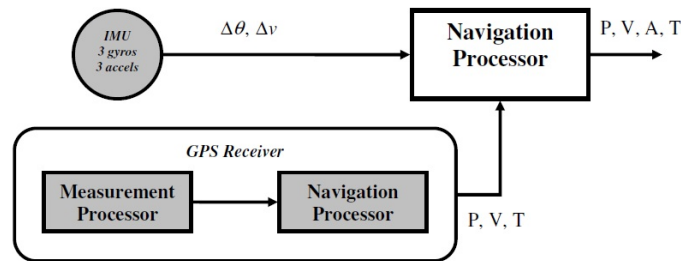 IMU
3 gyros
3 accels
Δθ, Δv
Navigation
Processor
P, V, A, T
GPS Receiver
Measurement
Processor
Navigation
Processor
P, V, T